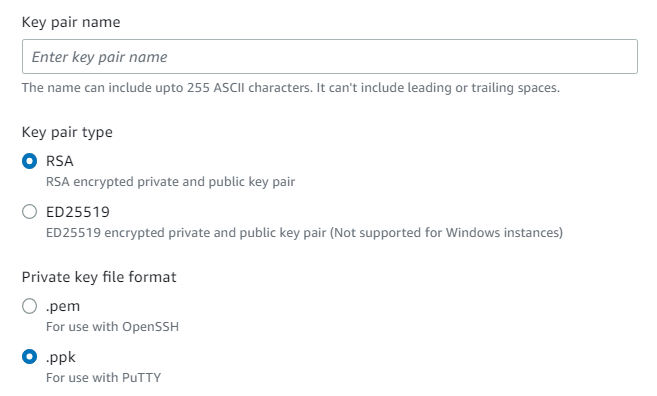 Key pair name
Enter key pair name
The name can include upto 255 ASCII characters. It can't include leading or trailing spaces.
Key pair type
RSA
RSA encrypted private and public key pair
ED25519
ED25519 encrypted private and public key pair (Not supported for Windows instances)
Private key file format
.pem
For use with OpenSSH
.ppk
For use with PuTTY